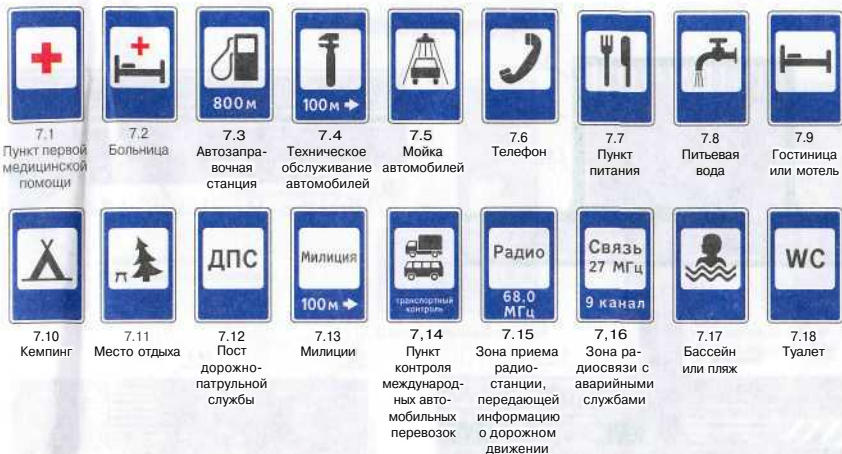 800 м
100 м
7.1
Пункт первой
медицинской
помощи
7.2
Больница
7.3
Автозапра-
вочная
станция
7.4
Техническое
обслуживание
автомобилей
7.5
Мойка
автомобилей
7.6
Телефон
7.7
Пункт
питания
7.8
Питьевая
вода
7.9
Гостиница
или мотель
ДПС
Милиция
100 м
транспортный
контроль
Радио
68.0
МГц
Связь
27 МГц
9 канал
WC
7.10
Кемпинг
7.11
Место отдыха
7.12
Пост
дорожно-
патрульной
службы
7.13
Милиции
7,14
Пункт
контроля
международ-
ных авто-
мобильных
перевозок
7.15
Зона приема
радио-
станции,
передающей
информацию
о дорожном
движении
7,16
Зона ра-
диосвязи с
аварийными
службами
7.17
Бассейн
или пляж
7.18
Туалет